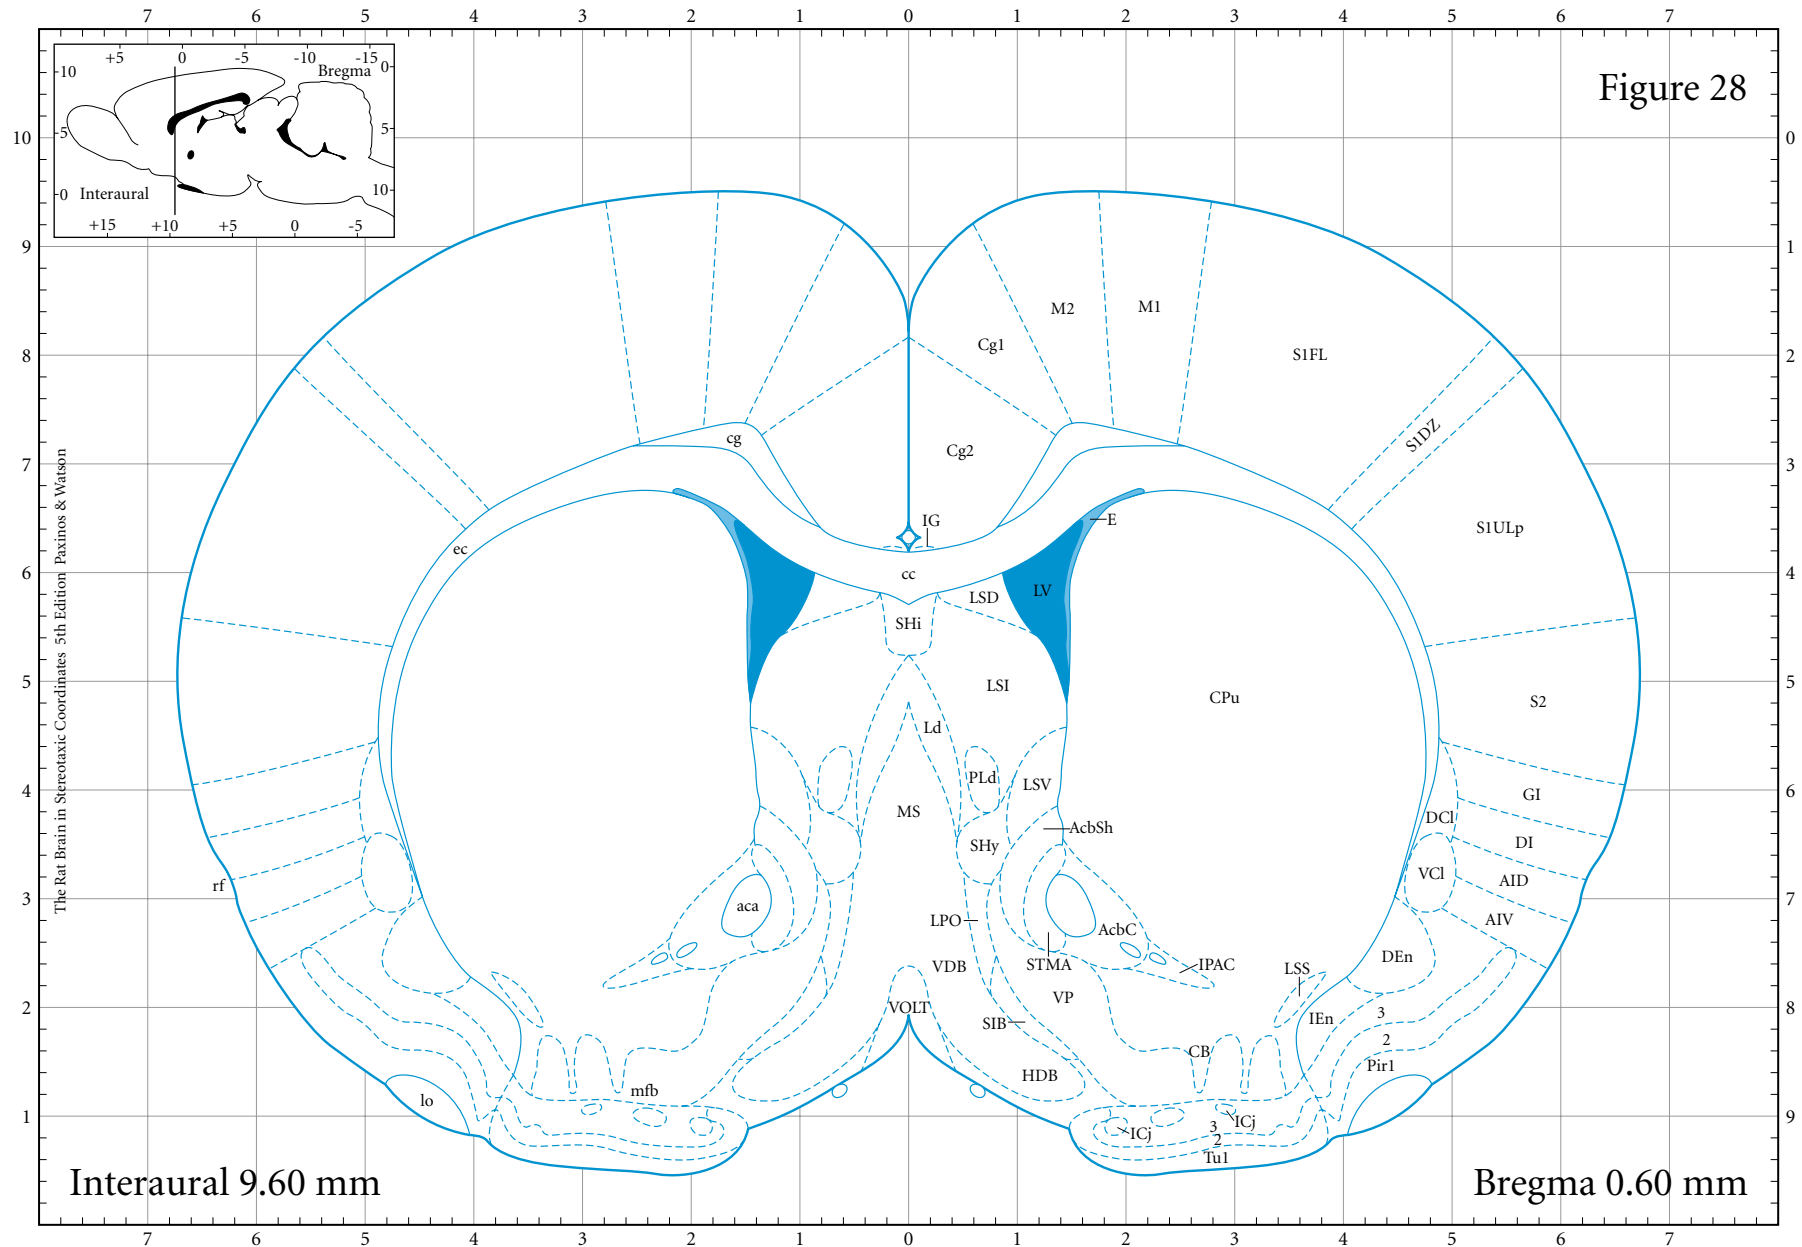 7 6 5 4 3 2 1 0 1 2 3 4 5 6 7
+5 0 -5 -10 -15
Bregma
-10 0
-5 5
-0 10
Interaural
+15 +10 +5 0 -5
Figure 28
10 0
9 1
8 2
7 3
6 4
5 5
4 6
3 7
2 8
1 9
The Rat Brain in Stereotaxic Coordinates 5th Edition Paxinos & Watson
M2 M1
Cg1
S1FL
cg
Cg2
S1DZ
IG
E
S1ULp
ec
cc
LV
LSD
SHi
LSI
CPu
S2
Ld
PLd
LSV
GI
MS
AcbSh
DCl
SHy
DI
VCl
AID
rf
aca
LPO
AIV
AcbC
VDB
STMA
IPAC
LSS
DEn
VOLT
VP
SIB
IEn
3
2
CB
Pir1
HDB
mfb
lo
ICj
ICj
3
2
Tu1
Interaural 9.60 mm
Bregma 0.60 mm
7 6 5 4 3 2 1 0 1 2 3 4 5 6 7